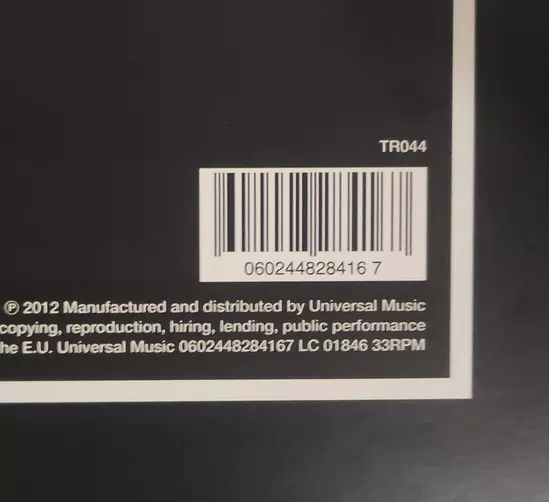 TR044
060244828416 7
℗ 2012 Manufactured and distributed by Universal Music
copying, reproduction, hiring, lending, public performance
he E.U. Universal Music 0602448284167 LC 01846 33RPM